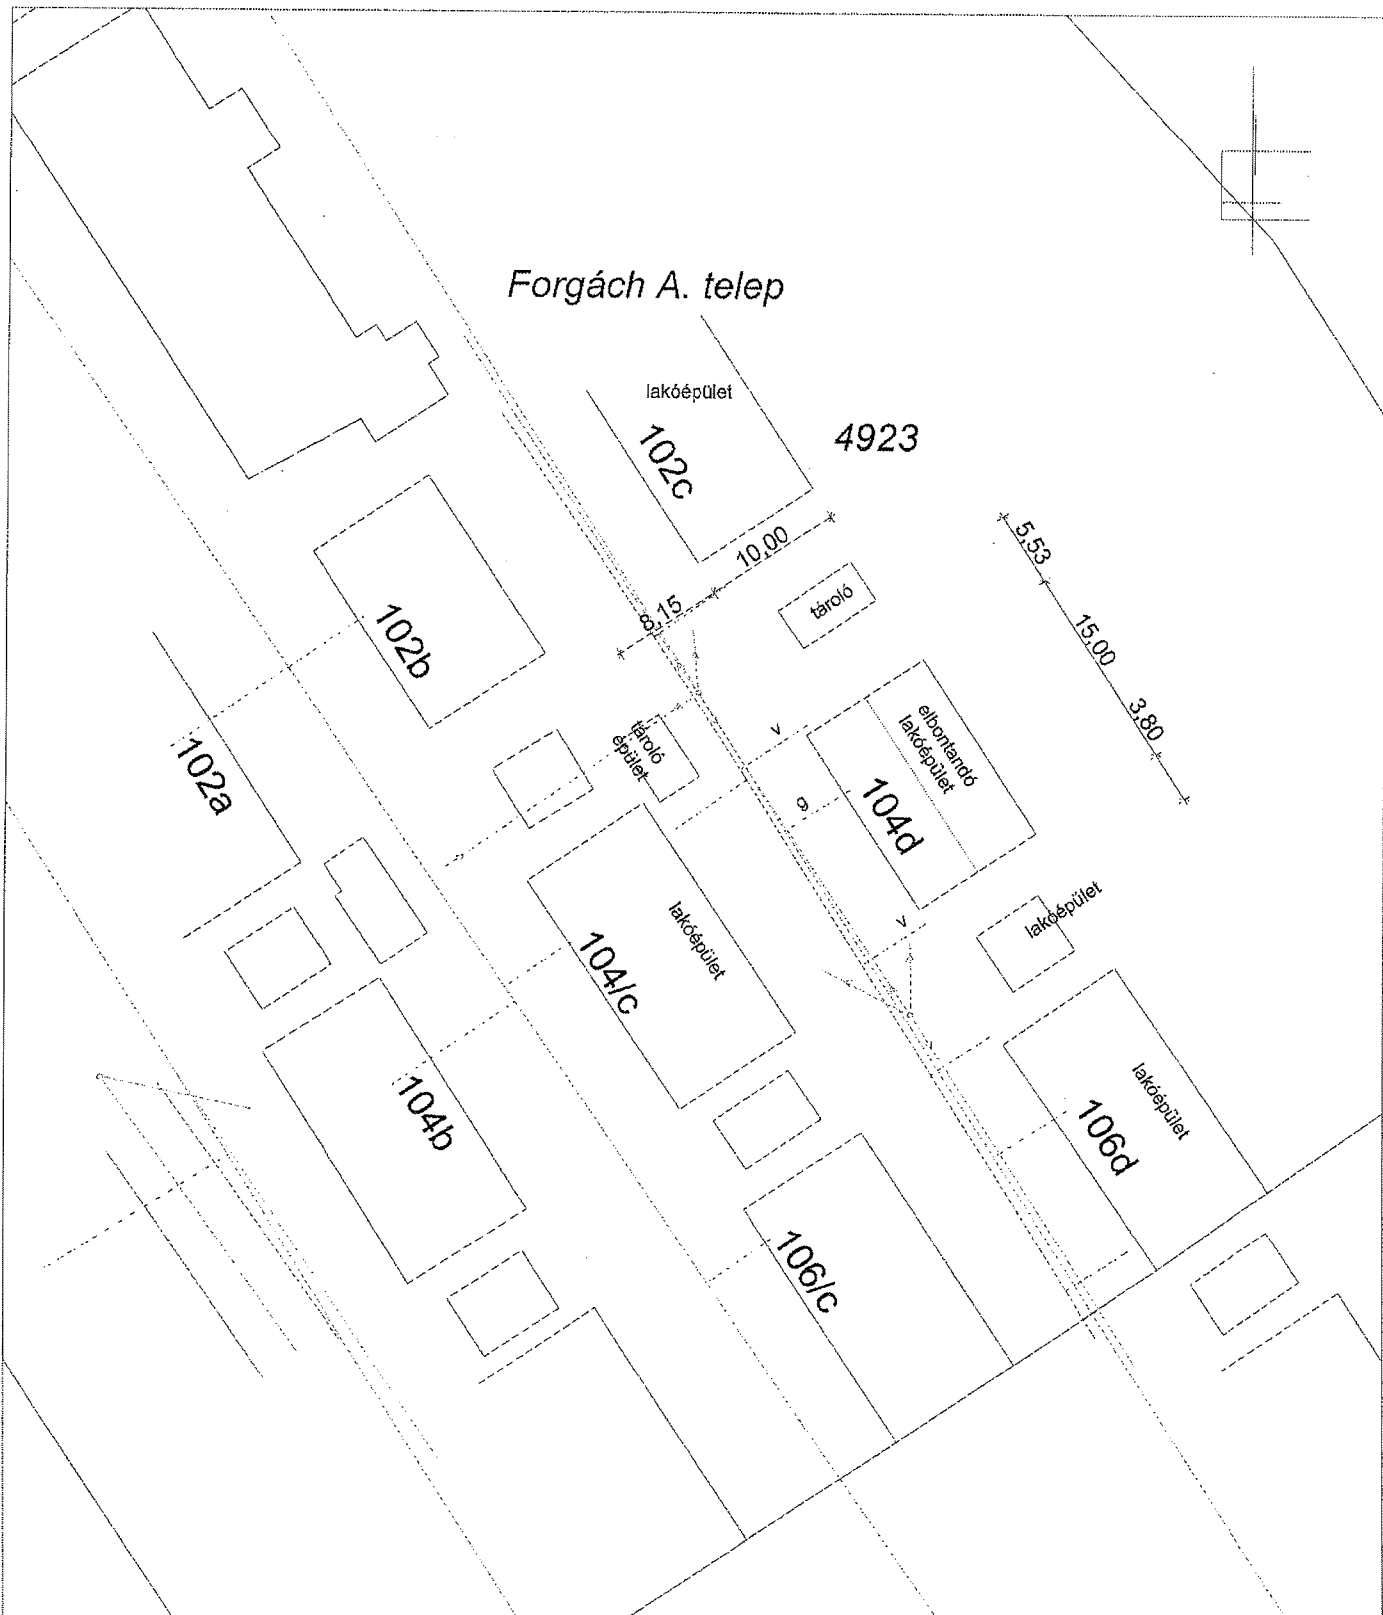 Forgách A. telep
lakóépület
102c
4923
10,00
8,15
5,53
15,00
3,80
tároló
102b
102a
tároló
épület
v
g
elbontandó
lakóépület
104d
v
lakóépület
lakóépület
104/c
104b
lakóépület
106d
106/c